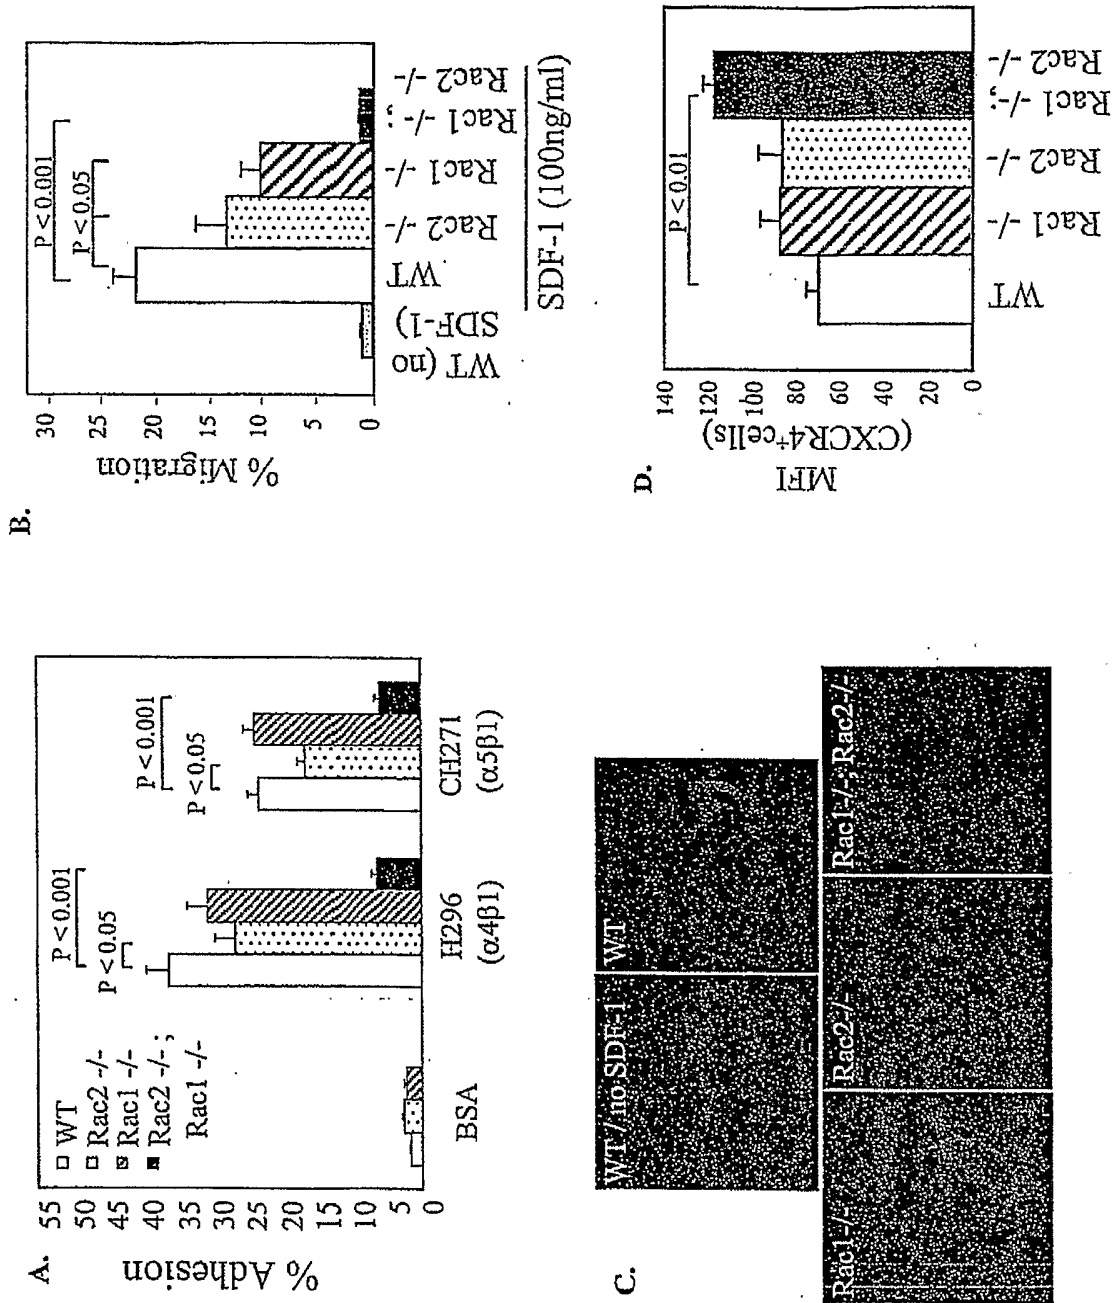 A.
% Adhesion
55
50
45
40
30
20
10
5
0
WT
Rac2 -/-
Rac1 -/-
Rac2 -/- ;
Rac1 -/-
P < 0.001
P < 0.05
P < 0.001
P < 0.05
BSA
H296
(α4β1)
CH271
(α5β1)
B.
% Migration
30
25
20
15
10
5
0
P < 0.001
P < 0.05
WT (no
SDF-1)
WT
Rac2 -/-
Rac1 -/-
Rac1 -/-;
Rac2 -/-
SDF-1 (100ng/ml)
C.
WT / no SDF-1
WT
Rac1-/-
Rac2-/-
Rac1-/-; Rac2-/-
D.
MFI
(CXCR4+cells)
140
120
100
80
60
40
20
0
P < 0.01
WT
Rac1 -/-
Rac2 -/-
Rac1 -/-;
Rac2 -/-